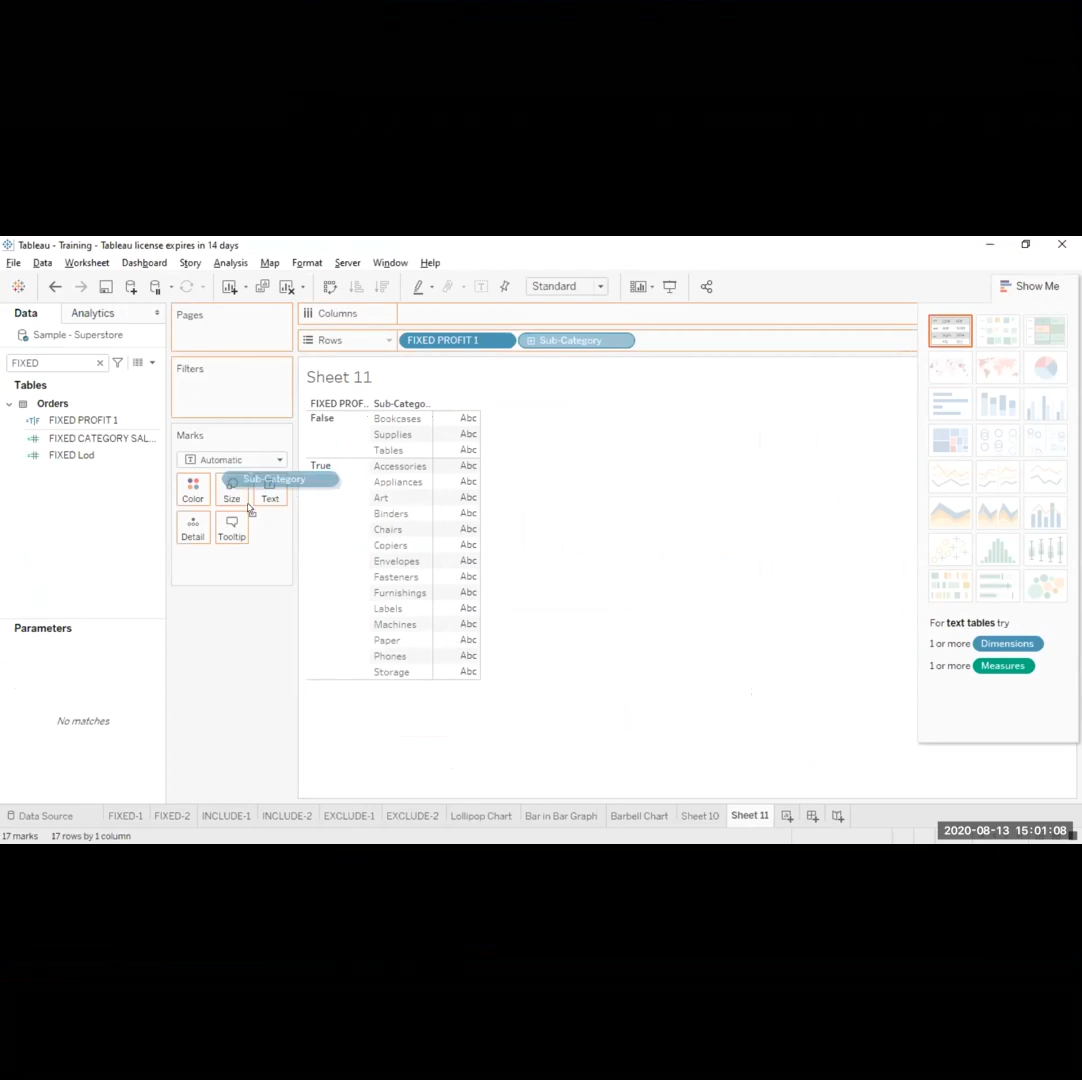 Tableau - Training - Tableau license expires in 14 days
File Data Worksheet Dashboard Story Analysis Map Format Server Window Help
Standard
Show Me
Data Analytics
Sample - Superstore
FIXED
Tables
Orders
FIXED PROFIT 1
FIXED CATEGORY SAL...
FIXED Lod
Parameters
No matches
Pages
Filters
Marks
Automatic
Sub-Category
Color Size Text
Detail Tooltip
Columns
Rows FIXED PROFIT 1 Sub-Category
Sheet 11
FIXED PROF.. Sub-Catego..
False Bookcases Abc
Supplies Abc
Tables Abc
True Accessories Abc
Appliances Abc
Art Abc
Binders Abc
Chairs Abc
Copiers Abc
Envelopes Abc
Fasteners Abc
Furnishings Abc
Labels Abc
Machines Abc
Paper Abc
Phones Abc
Storage Abc
For text tables try
1 or more Dimensions
1 or more Measures
Data Source FIXED-1 FIXED-2 INCLUDE-1 INCLUDE-2 EXCLUDE-1 EXCLUDE-2 Lollipop Chart Bar in Bar Graph Barbell Chart Sheet 10 Sheet 11
17 marks 17 rows by 1 column
2020-08-13 15:01:08